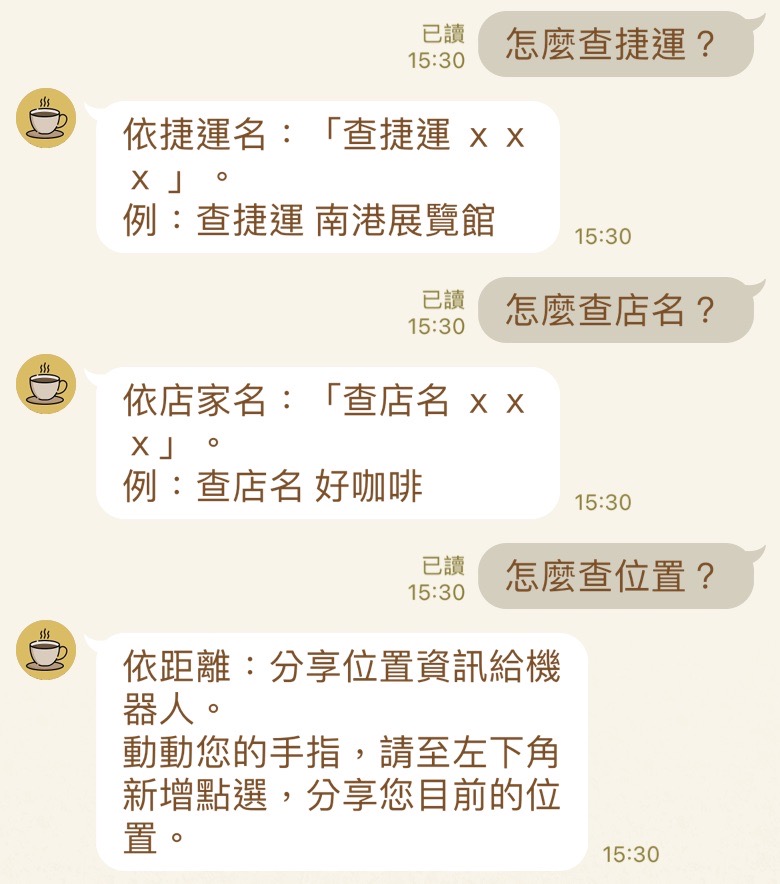 已讀
15:30
怎麼查捷運？
依捷運名：「查捷運 ｘｘ
ｘ」。
例：查捷運 南港展覽館
15:30
已讀
15:30
怎麼查店名？
依店家名：「查店名 ｘｘ
ｘ」。
例：查店名 好咖啡
15:30
已讀
15:30
怎麼查位置？
依距離：分享位置資訊給機
器人。
動動您的手指，請至左下角
新增點選，分享您目前的位
置。
15:30